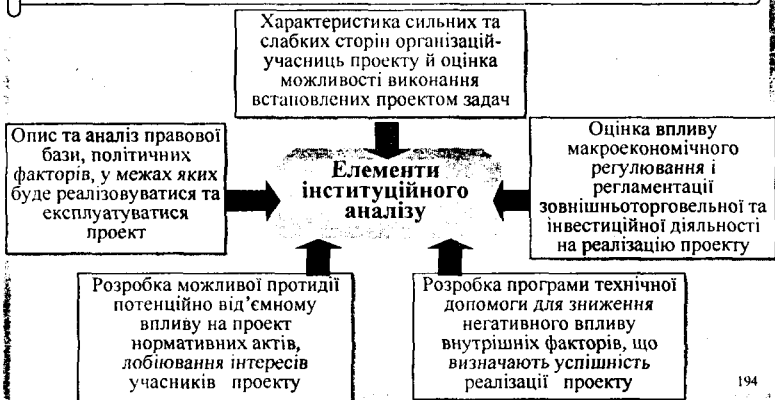 Характеристика сильних та
слабких сторін організацій-
учасниць проекту й оцінка
можливості виконання
встановлених проектом задач
Опис та аналіз правової
бази, політичних
факторів, у межах яких
буде реалізовуватися та
експлуатуватися
проект
Елементи
інституційного
аналізу
Оцінка впливу
макроекономічного
регулювання і
регламентації
зовнішньоторговельної та
інвестиційної діяльності
на реалізацію проекту
Розробка можливої протидії
потенційно від’ємному
впливу на проект
нормативних актів,
лобіювання інтересів
учасників проекту
Розробка програми технічної
допомоги для зниження
негативного впливу
внутрішніх факторів, що
визначають успішність
реалізації проекту
194